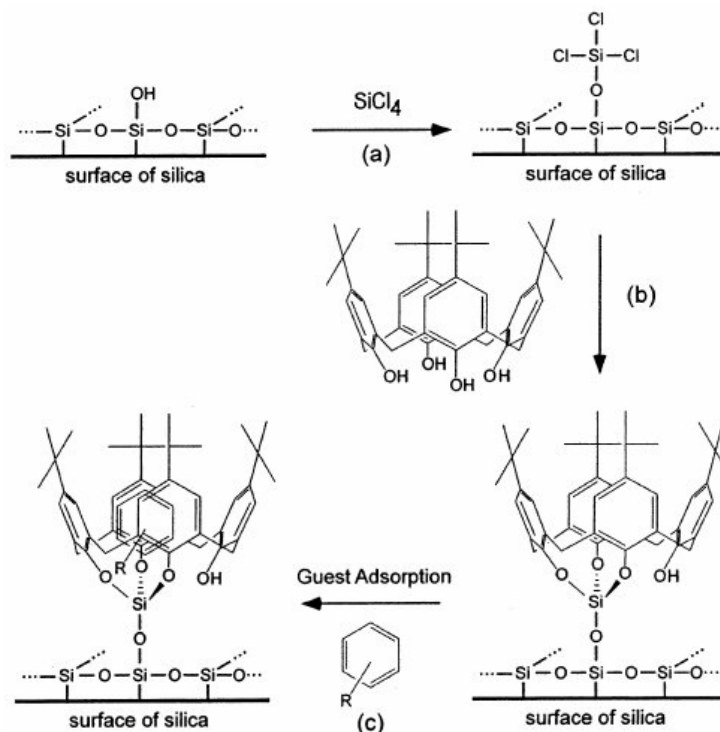 Cl
Cl Si Cl
OH
O
SiCl4
... Si O Si O Si O ...
(a)
... Si O Si O Si O ...
surface of silica
surface of silica
(b)
OH OH OH OH
R O O O OH
Guest Adsorption
O O O OH
Si
Si
O
O
... Si O Si O Si O ...
R
... Si O Si O Si O ...
surface of silica
(c)
surface of silica